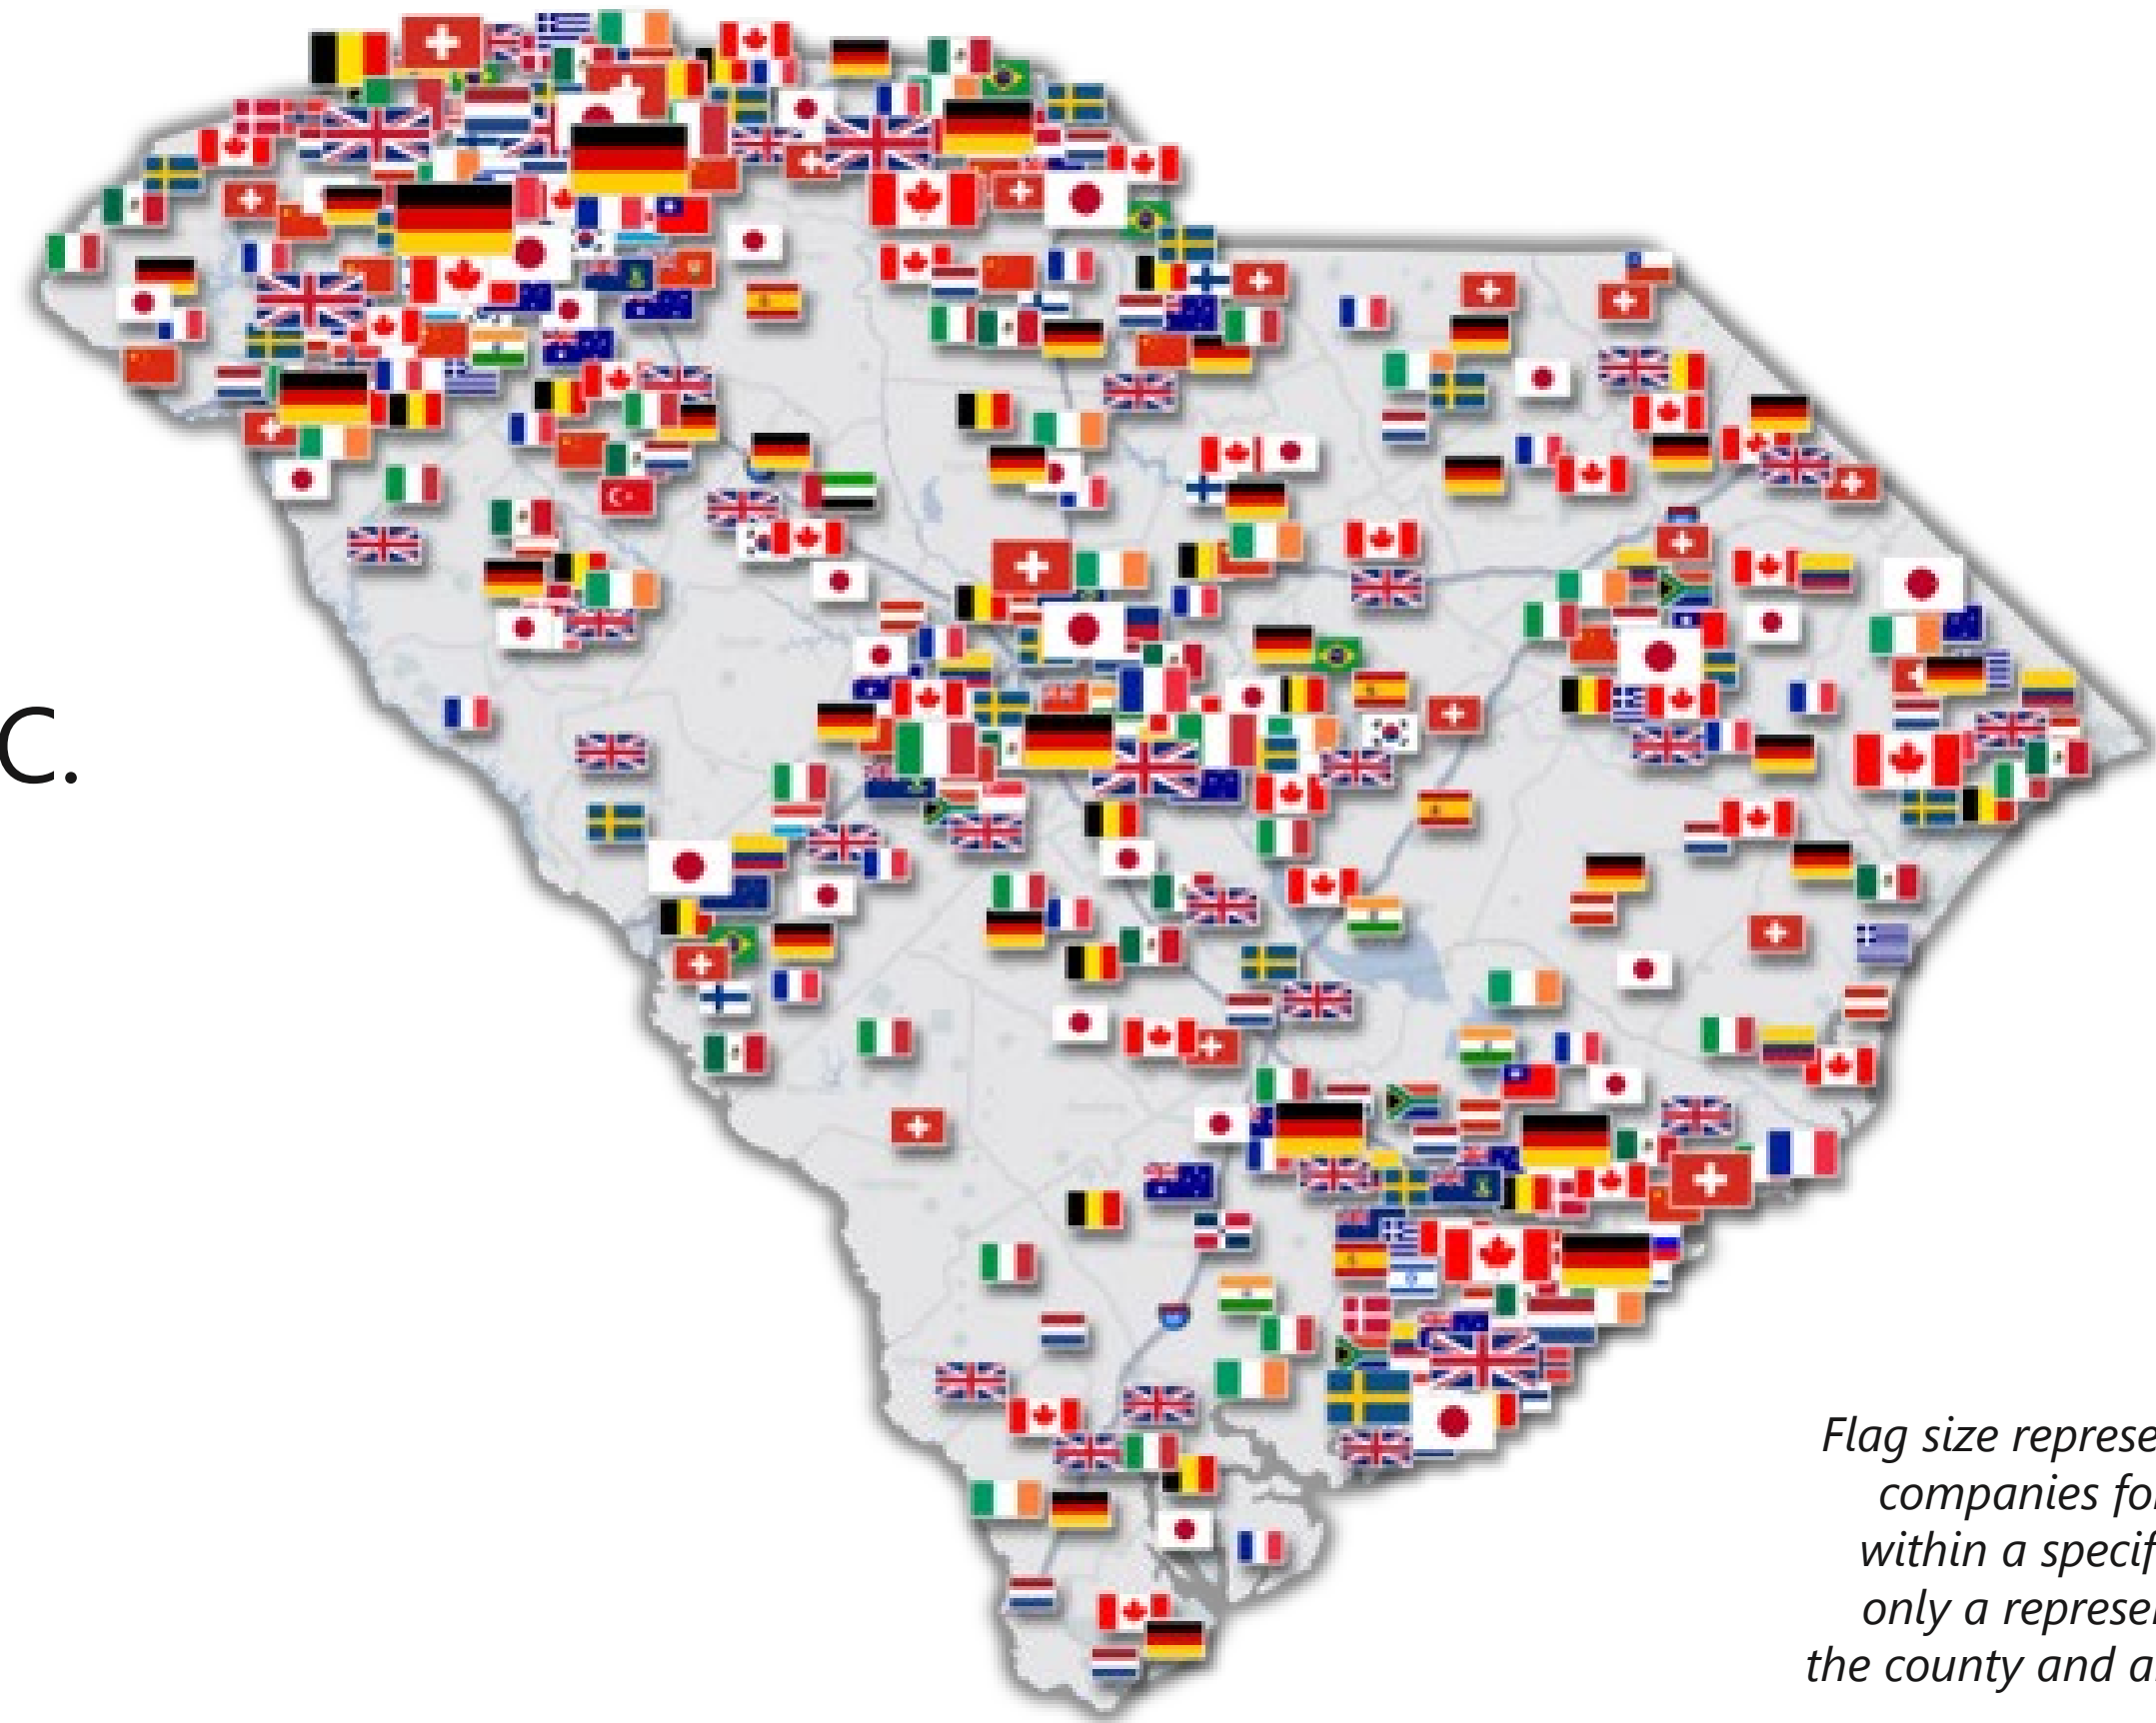 C.
Flag size represe
companies fo
within a specif
only a represe
the county and a